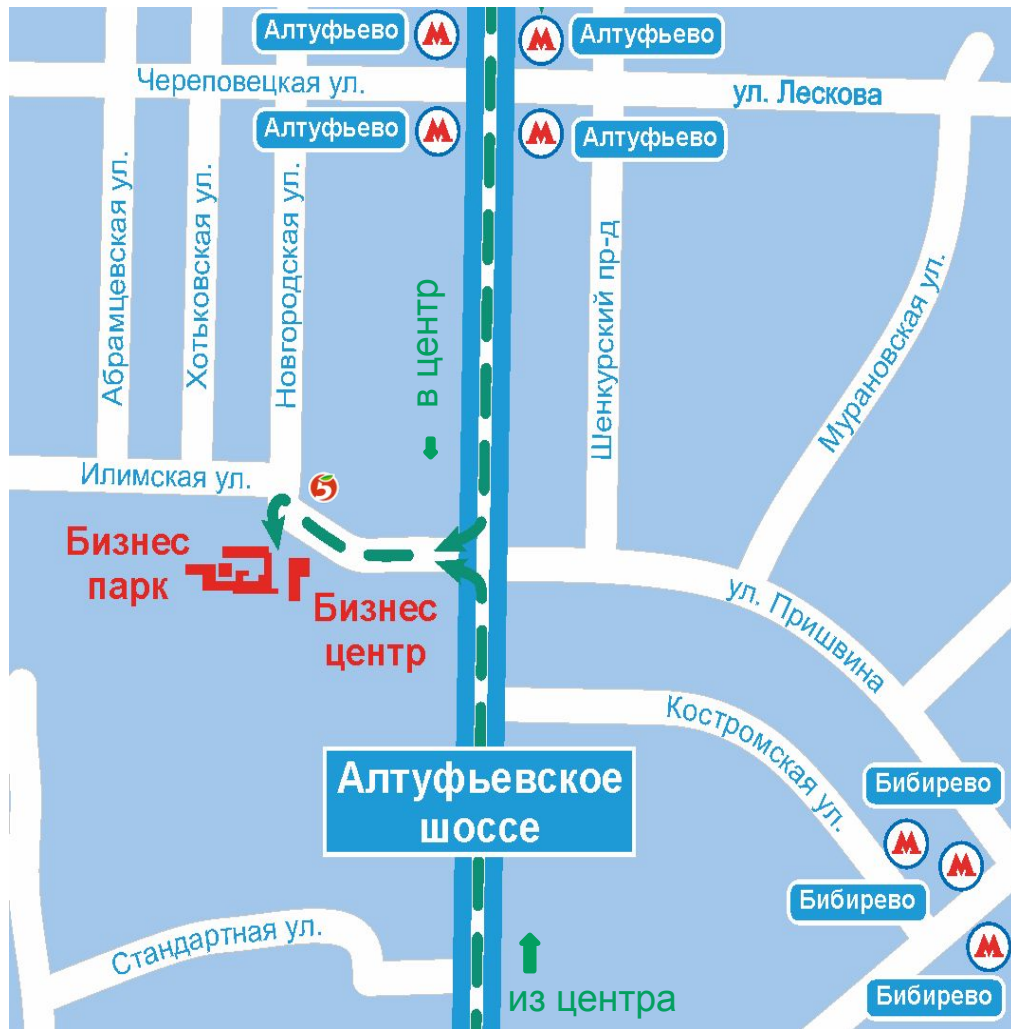 Алтуфьево
М
М
Алтуфьево
Череповецкая ул.
ул. Лескова
Алтуфьево
М
М
Алтуфьево
Абрамцевская ул.
Хотьковская ул.
Новгородская ул.
в центр
Шенкурский пр-д
Мурановская ул.
Илимская ул.
5
Бизнес
парк
Бизнес
центр
ул. Пришвина
Костромская ул.
Алтуфьевское
шоссе
Бибирево
М
М
Бибирево
Стандартная ул.
М
из центра
Бибирево